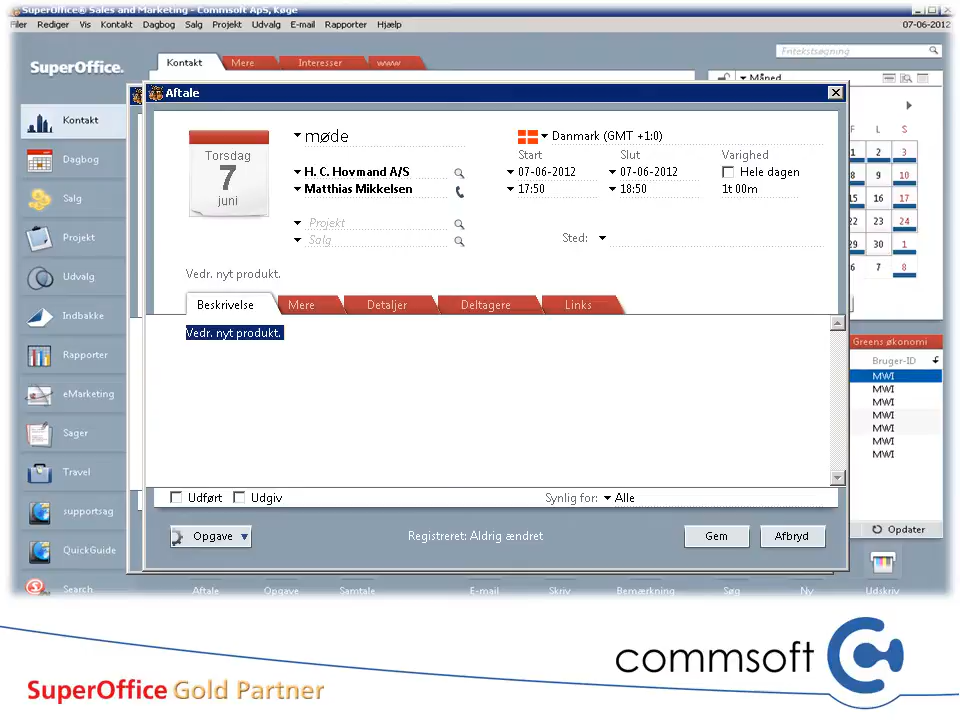 SuperOffice® Sales and Marketing - Commsoft ApS, Køge
Filer Rediger Vis Kontakt Dagbog Salg Projekt Udvalg E-mail Rapporter Hjælp 07-06-2012
Fritekstsøgning
SuperOffice.
Kontakt Mere Interesser www
Måned
Aftale
Kontakt
Dagbog
Salg
Projekt
Udvalg
Indbakke
Rapporter
eMarketing
Sager
Travel
supportsag
QuickGuide
Search
Torsdag
7
juni
møde
H. C. Hovmand A/S
Matthias Mikkelsen
Projekt
Salg
Danmark (GMT +1:0)
Start Slut Varighed
07-06-2012 07-06-2012 Hele dagen
17:50 18:50 1t 00m
Sted:
Vedr. nyt produkt.
Beskrivelse Mere Detaljer Deltagere Links
Vedr. nyt produkt.
Udført Udgiv Synlig for: Alle
Opgave Registreret: Aldrig ændret Gem Afbryd
F L S
1 2 3
8 9 10
15 16 17
22 23 24
29 30 1
6 7 8
Greens økonomi
Bruger-ID
MWI
MWI
MWI
MWI
MWI
MWI
MWI
Opdater
Aftale Opgave Samtale E-mail Skriv Bemærkning Søg Ny Udskriv
commsoft
SuperOffice Gold Partner